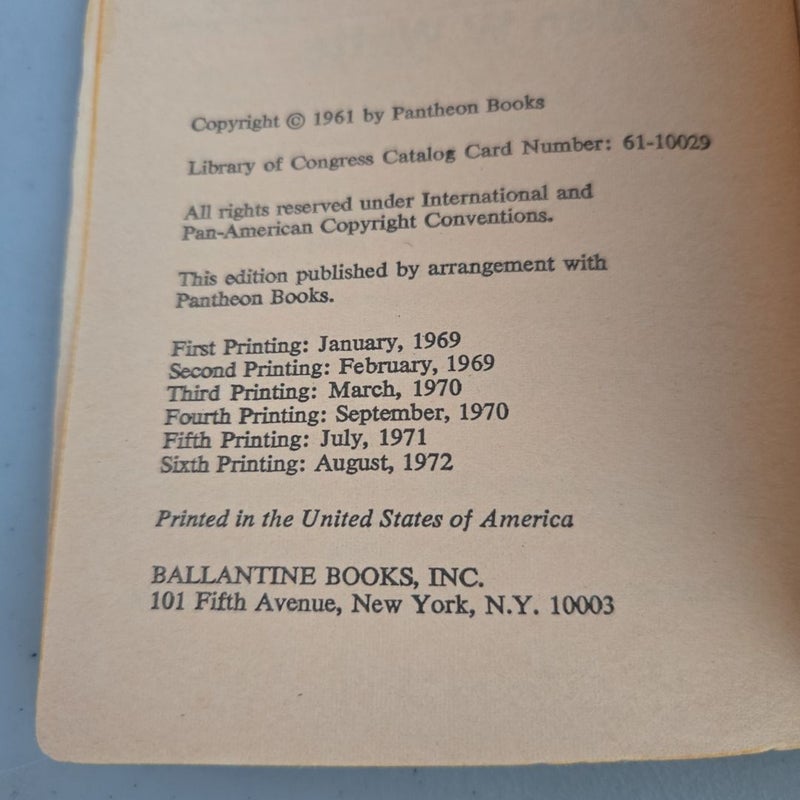 Copyright © 1961 by Pantheon Books
Library of Congress Catalog Card Number: 61-10029
All rights reserved under International and
Pan-American Copyright Conventions.
This edition published by arrangement with
Pantheon Books.
First Printing: January, 1969
Second Printing: February, 1969
Third Printing: March, 1970
Fourth Printing: September, 1970
Fifth Printing: July, 1971
Sixth Printing: August, 1972
Printed in the United States of America
BALLANTINE BOOKS, INC.
101 Fifth Avenue, New York, N.Y. 10003